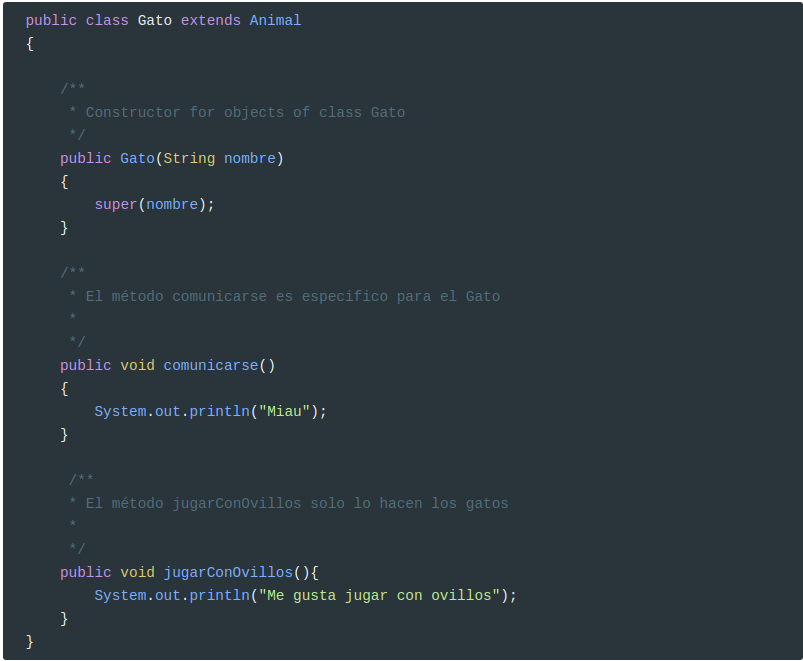 public class Gato extends Animal
{
/**
* Constructor for objects of class Gato
*/
public Gato(String nombre)
{
super(nombre);
}
/**
* El método comunicarse es especifico para el Gato
*
*/
public void comunicarse()
{
System.out.println("Miau");
}
/**
* El método jugarConOvillos solo lo hacen los gatos
*
*/
public void jugarConOvillos(){
System.out.println("Me gusta jugar con ovillos");
}
}